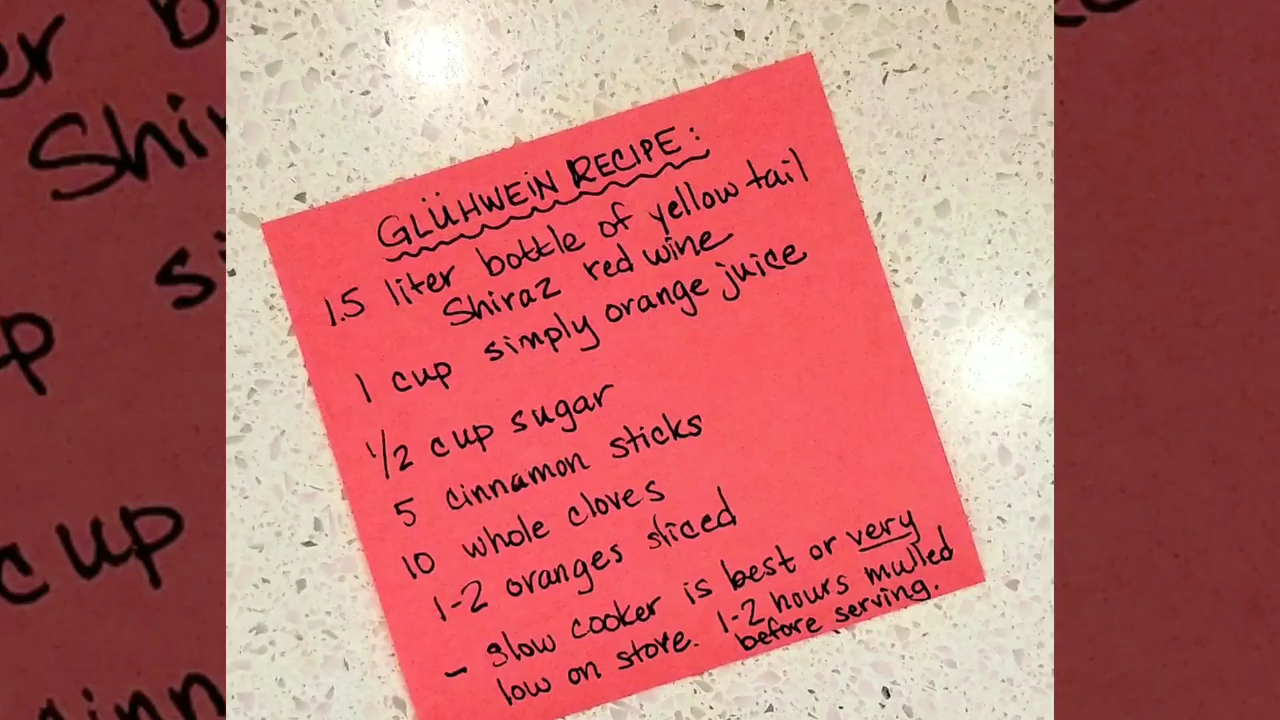 GLÜHWEIN RECIPE:
1.5 liter bottle of yellow tail
Shiraz red wine
1 cup simply orange juice
1/2 cup sugar
5 cinnamon sticks
10 whole cloves
1-2 oranges sliced
- slow cooker is best or very
low on stove. 1-2 hours mulled
before serving.